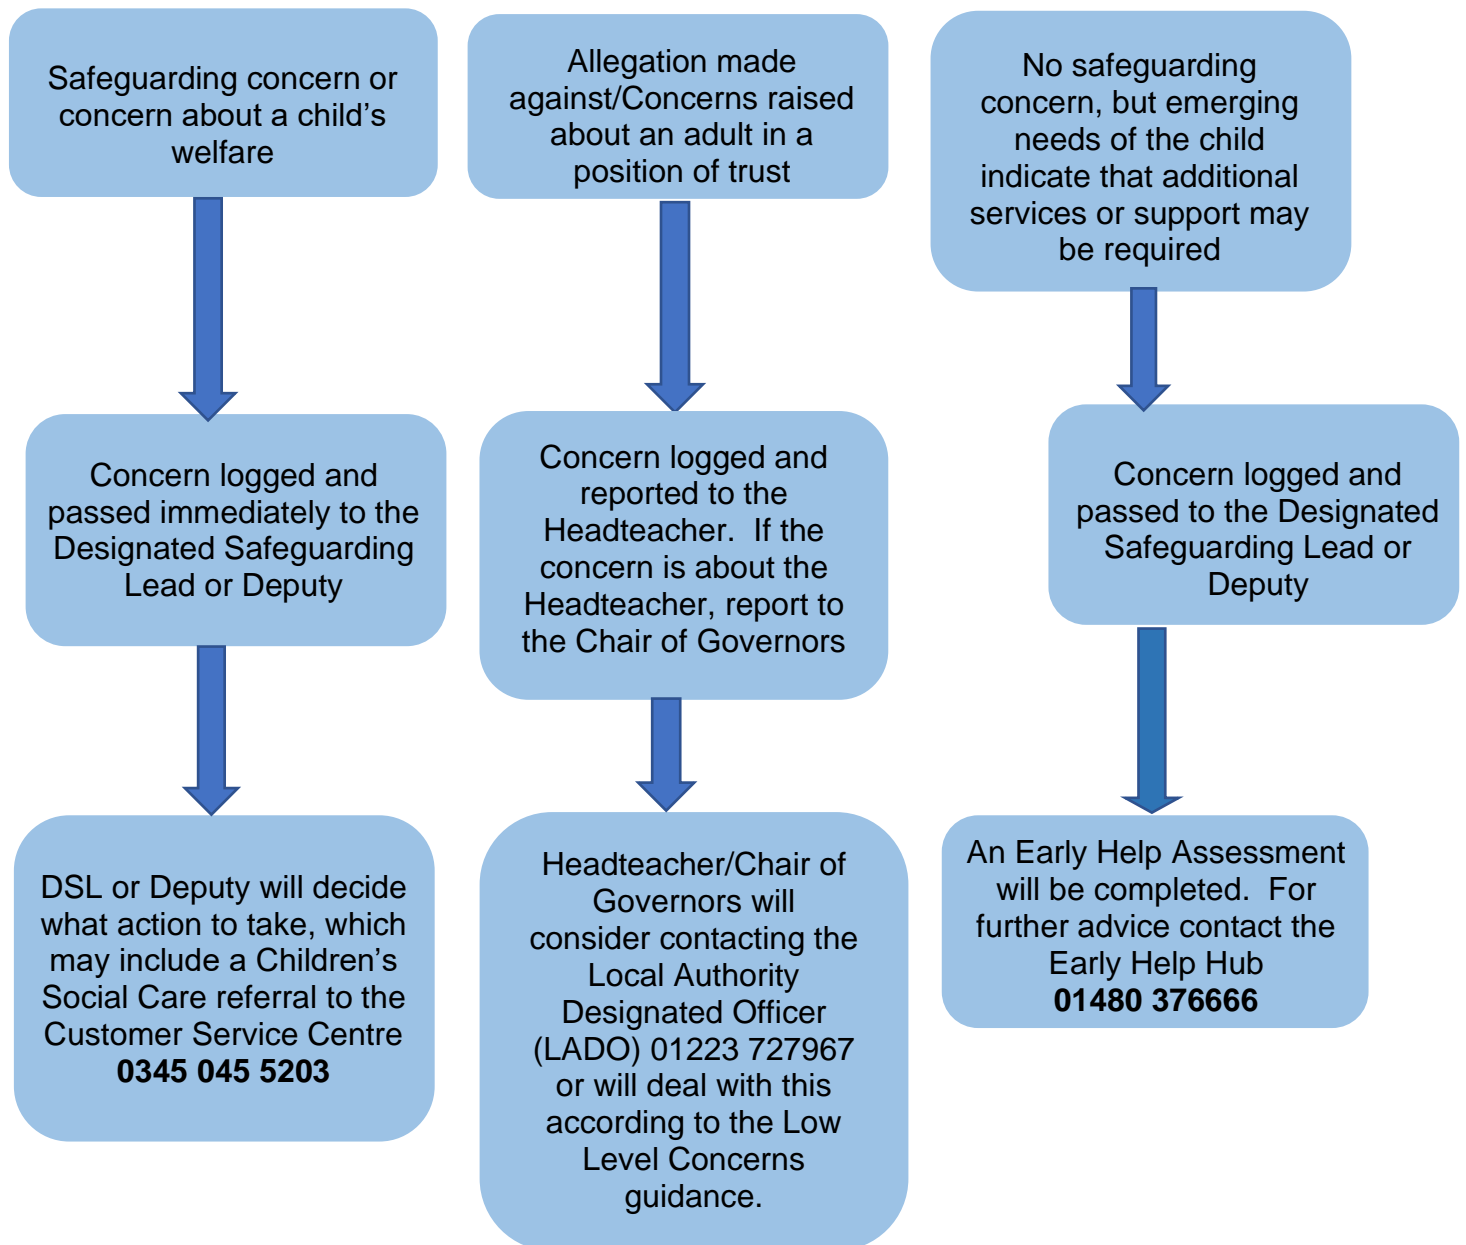 Safeguarding concern or
concern about a child’s
welfare
Concern logged and
passed immediately to the
Designated Safeguarding
Lead or Deputy
DSL or Deputy will decide
what action to take, which
may include a Children’s
Social Care referral to the
Customer Service Centre
0345 045 5203
Allegation made
against/Concerns raised
about an adult in a
position of trust
Concern logged and
reported to the
Headteacher.  If the
concern is about the
Headteacher, report to
the Chair of Governors
Headteacher/Chair of
Governors will
consider contacting the
Local Authority
Designated Officer
(LADO) 01223 727967
or will deal with this
according to the Low
Level Concerns
guidance.
No safeguarding
concern, but emerging
needs of the child
indicate that additional
services or support may
be required
Concern logged and
passed to the Designated
Safeguarding Lead or
Deputy
An Early Help Assessment
will be completed.  For
further advice contact the
Early Help Hub
01480 376666